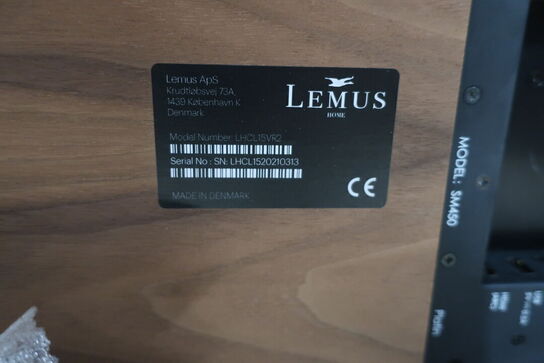 Lemus ApS
Krudtløbsvej 73A,
1439 København K
Denmark.
LEMUS
HOME
Model Number: LHCL15VR2
Serial No : SN: LHCL1520210313
MADE IN DENMARK
CE
MODEL : SM450